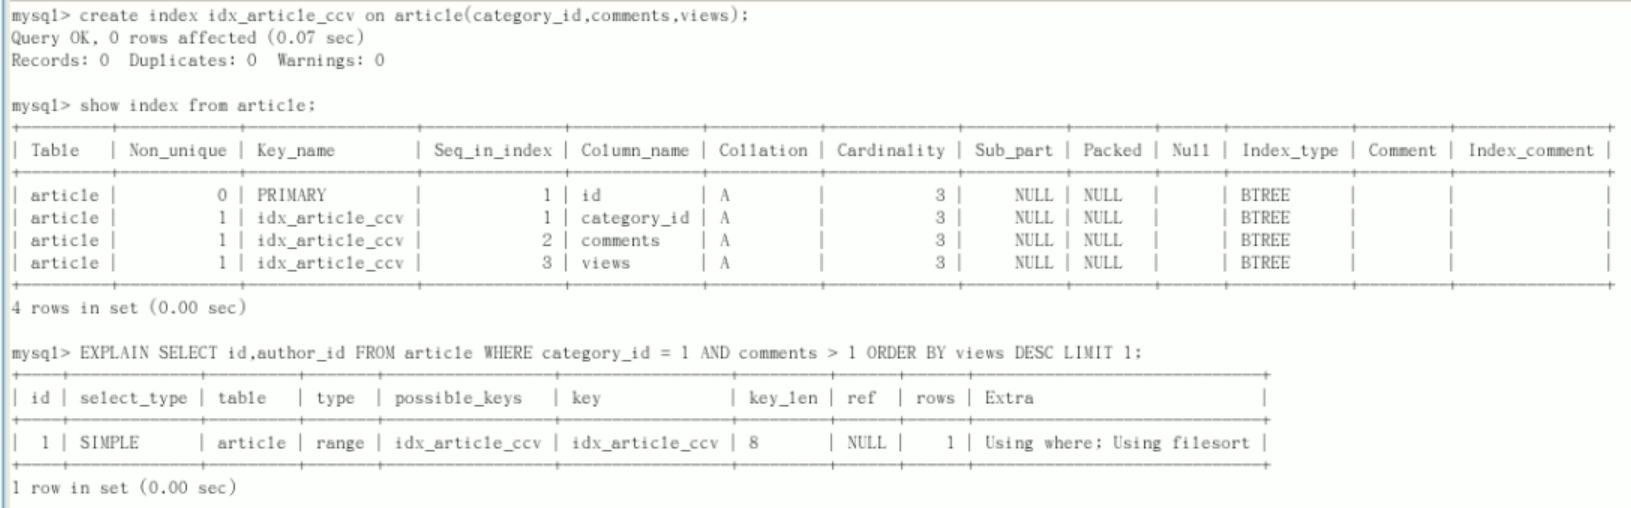 mysql> create index idx_article_ccv on article(category_id,comments,views);
Query OK, 0 rows affected (0.07 sec)
Records: 0  Duplicates: 0  Warnings: 0
mysql> show index from article;
| Table | Non_unique | Key_name | Seq_in_index | Column_name | Collation | Cardinality | Sub_part | Packed | Null | Index_type | Comment | Index_comment |
| article | 0 | PRIMARY | 1 | id | A | 3 | NULL | NULL | | BTREE | | |
| article | 1 | idx_article_ccv | 1 | category_id | A | 3 | NULL | NULL | | BTREE | | |
| article | 1 | idx_article_ccv | 2 | comments | A | 3 | NULL | NULL | | BTREE | | |
| article | 1 | idx_article_ccv | 3 | views | A | 3 | NULL | NULL | | BTREE | | |
4 rows in set (0.00 sec)
mysql> EXPLAIN SELECT id,author_id FROM article WHERE category_id = 1 AND comments > 1 ORDER BY views DESC LIMIT 1;
| id | select_type | table | type | possible_keys | key | key_len | ref | rows | Extra |
| 1 | SIMPLE | article | range | idx_article_ccv | idx_article_ccv | 8 | NULL | 1 | Using where; Using filesort |
1 row in set (0.00 sec)